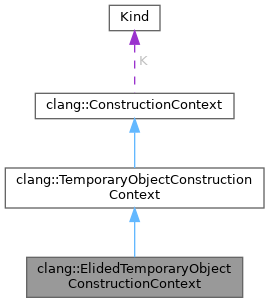 Kind
K
clang::ConstructionContext
clang::TemporaryObjectConstruction
Context
clang::ElidedTemporaryObject
ConstructionContext